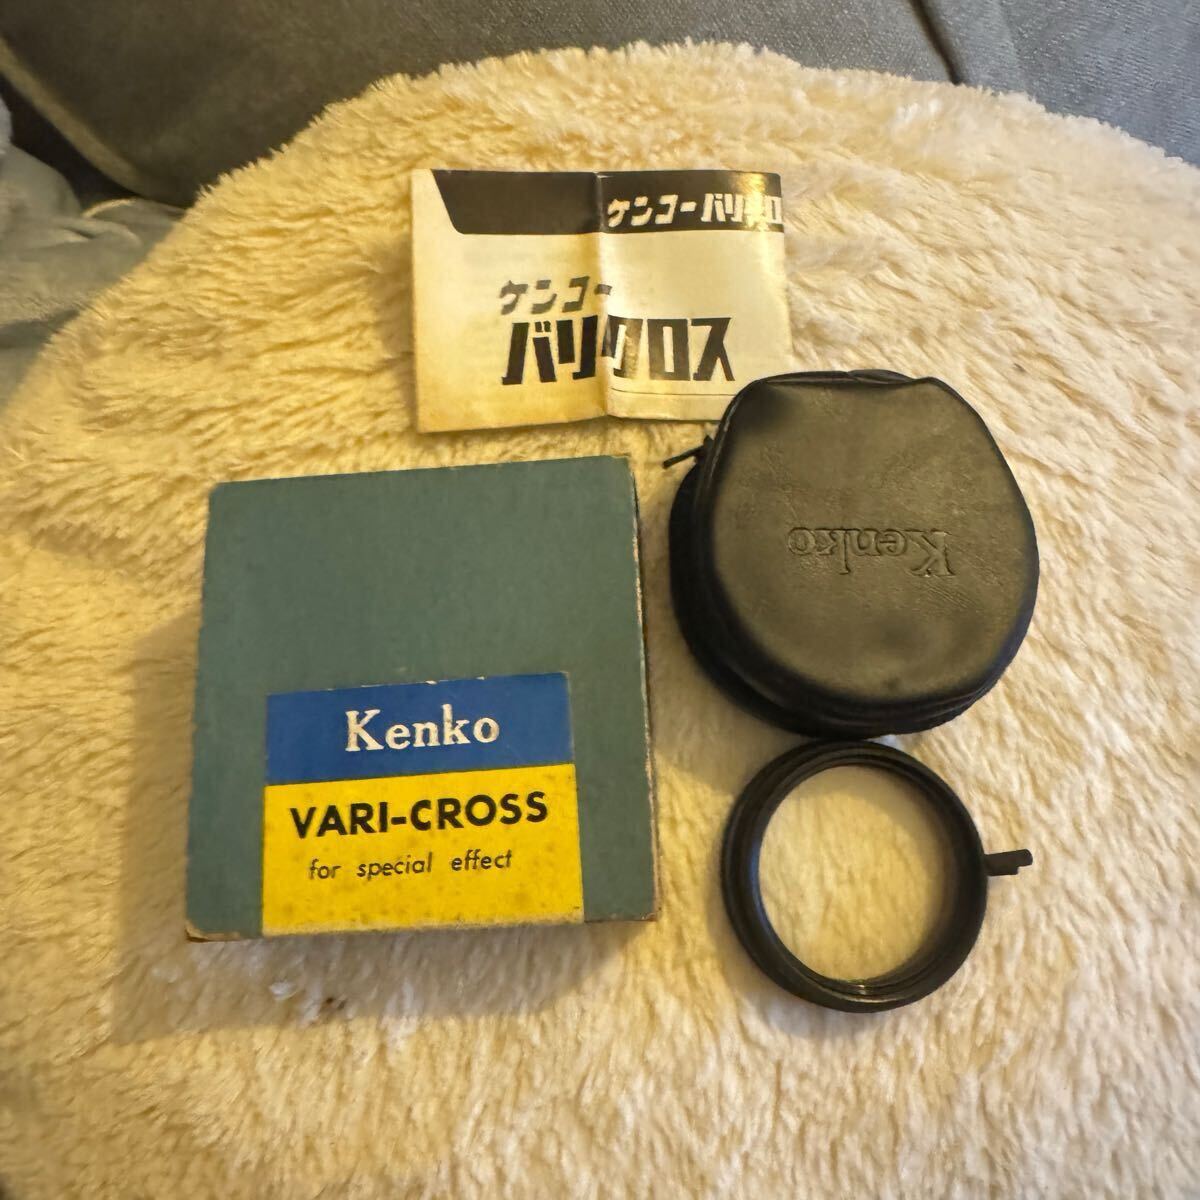 ケンコーバリクロ
ケンコー
バリクロス
Kenko
Kenko
VARI-CROSS
for special effect